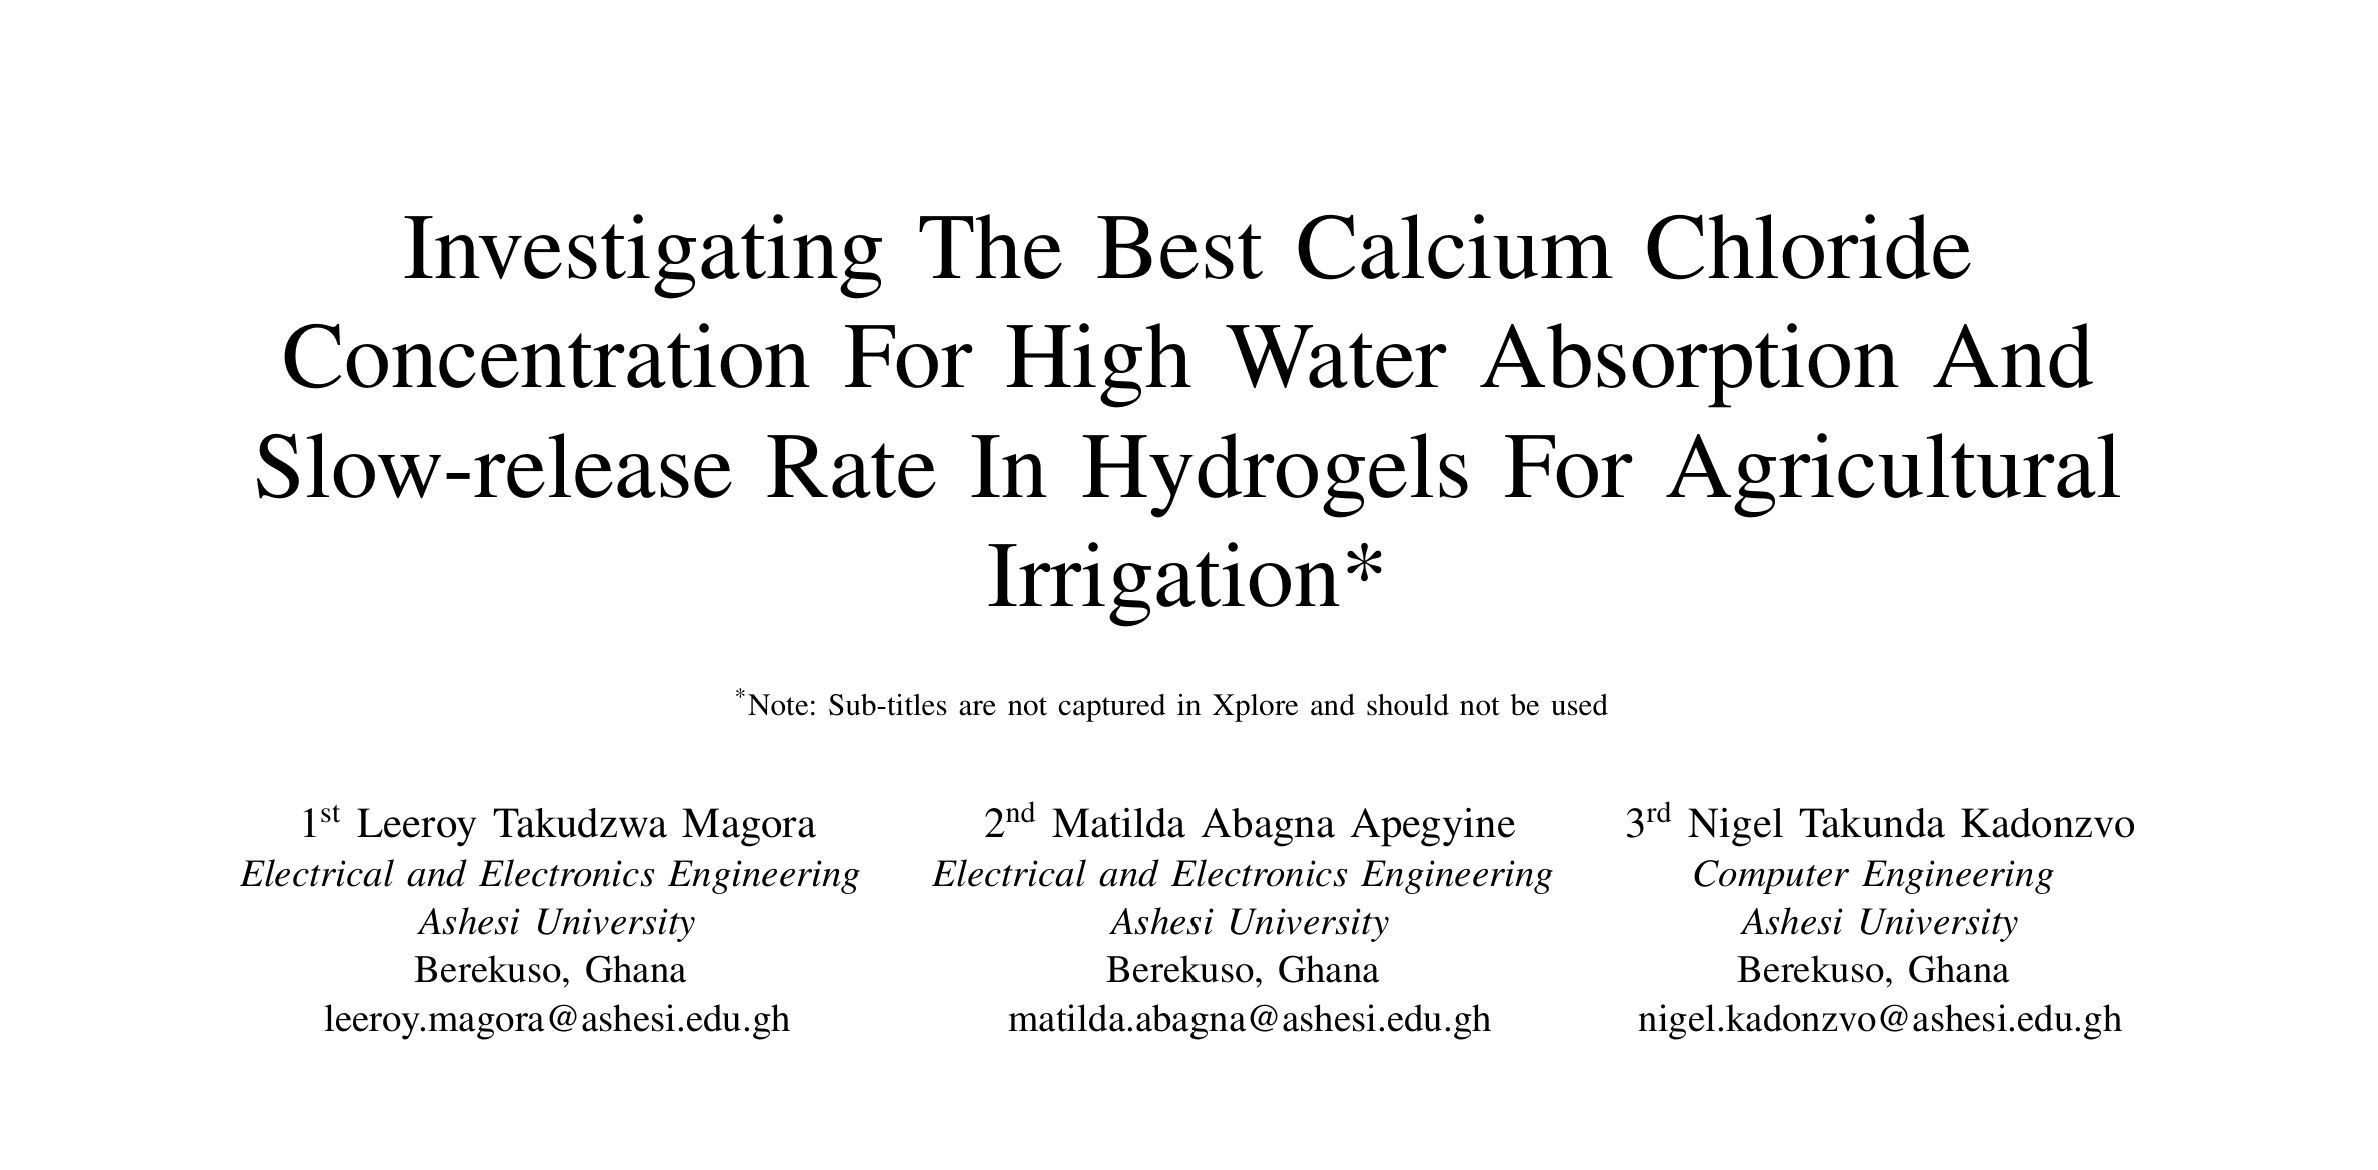 Investigating The Best Calcium Chloride
Concentration For High Water Absorption And
Slow-release Rate In Hydrogels For Agricultural
Irrigation*
*Note: Sub-titles are not captured in Xplore and should not be used
1st Leeroy Takudzwa Magora
Electrical and Electronics Engineering
Ashesi University
Berekuso, Ghana
leeroy.magora@ashesi.edu.gh
2nd Matilda Abagna Apegyine
Electrical and Electronics Engineering
Ashesi University
Berekuso, Ghana
matilda.abagna@ashesi.edu.gh
3rd Nigel Takunda Kadonzvo
Computer Engineering
Ashesi University
Berekuso, Ghana
nigel.kadonzvo@ashesi.edu.gh